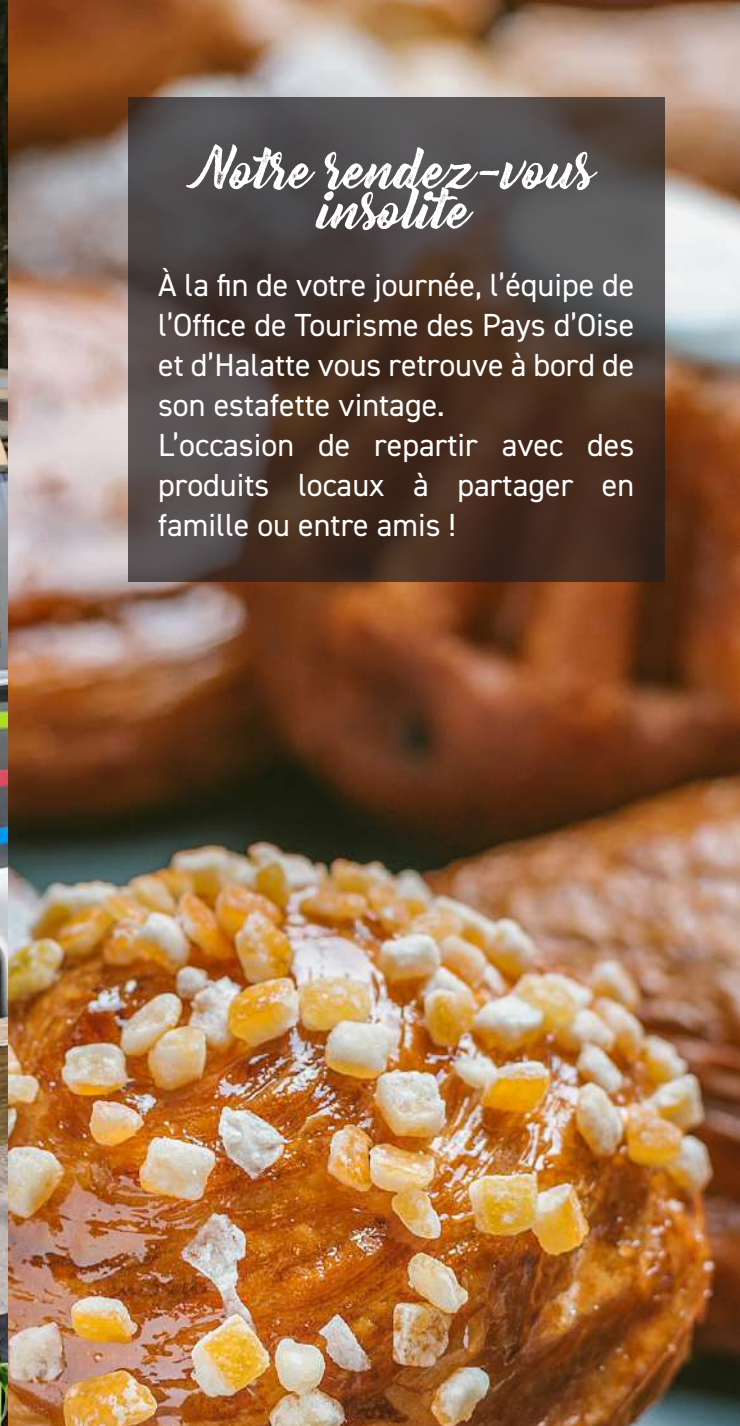 Notre rendez-vous
insolite
À la fin de votre journée, l'équipe de
l'Office de Tourisme des Pays d'Oise
et d'Halatte vous retrouve à bord de
son estafette vintage.
L'occasion de repartir avec des
produits locaux à partager en
famille ou entre amis !